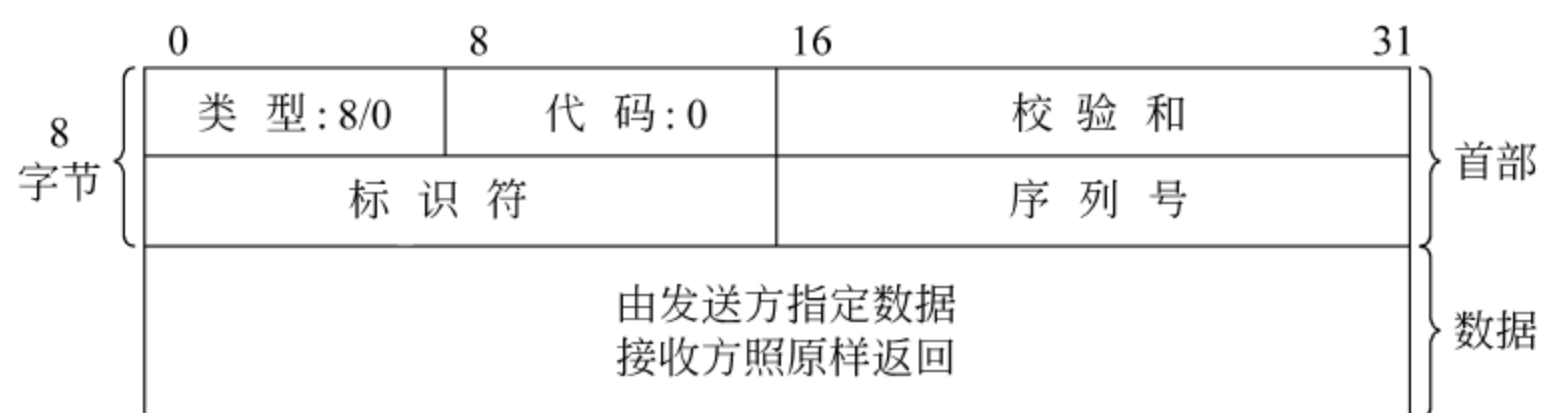 0 8 16 31
类型:8/0 代码:0 校验和
8
字节
首部
标识符 序列号
由发送方指定数据
接收方照原样返回
数据